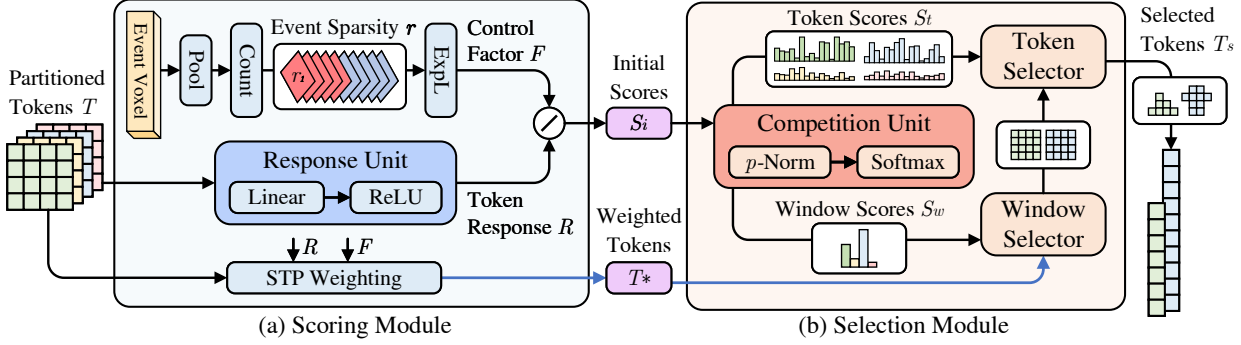 Partitioned
Tokens T
Event Voxel
Pool
Count
Event Sparsity r
r₁
ExpL
Control
Factor F
Response Unit
Linear
ReLU
Token
Response R
R
F
STP Weighting
(a) Scoring Module
Initial
Scores
Si
Weighted
Tokens
T*
Token Scores St
Competition Unit
p-Norm
Softmax
Window Scores Sw
Token
Selector
Window
Selector
(b) Selection Module
Selected
Tokens Ts